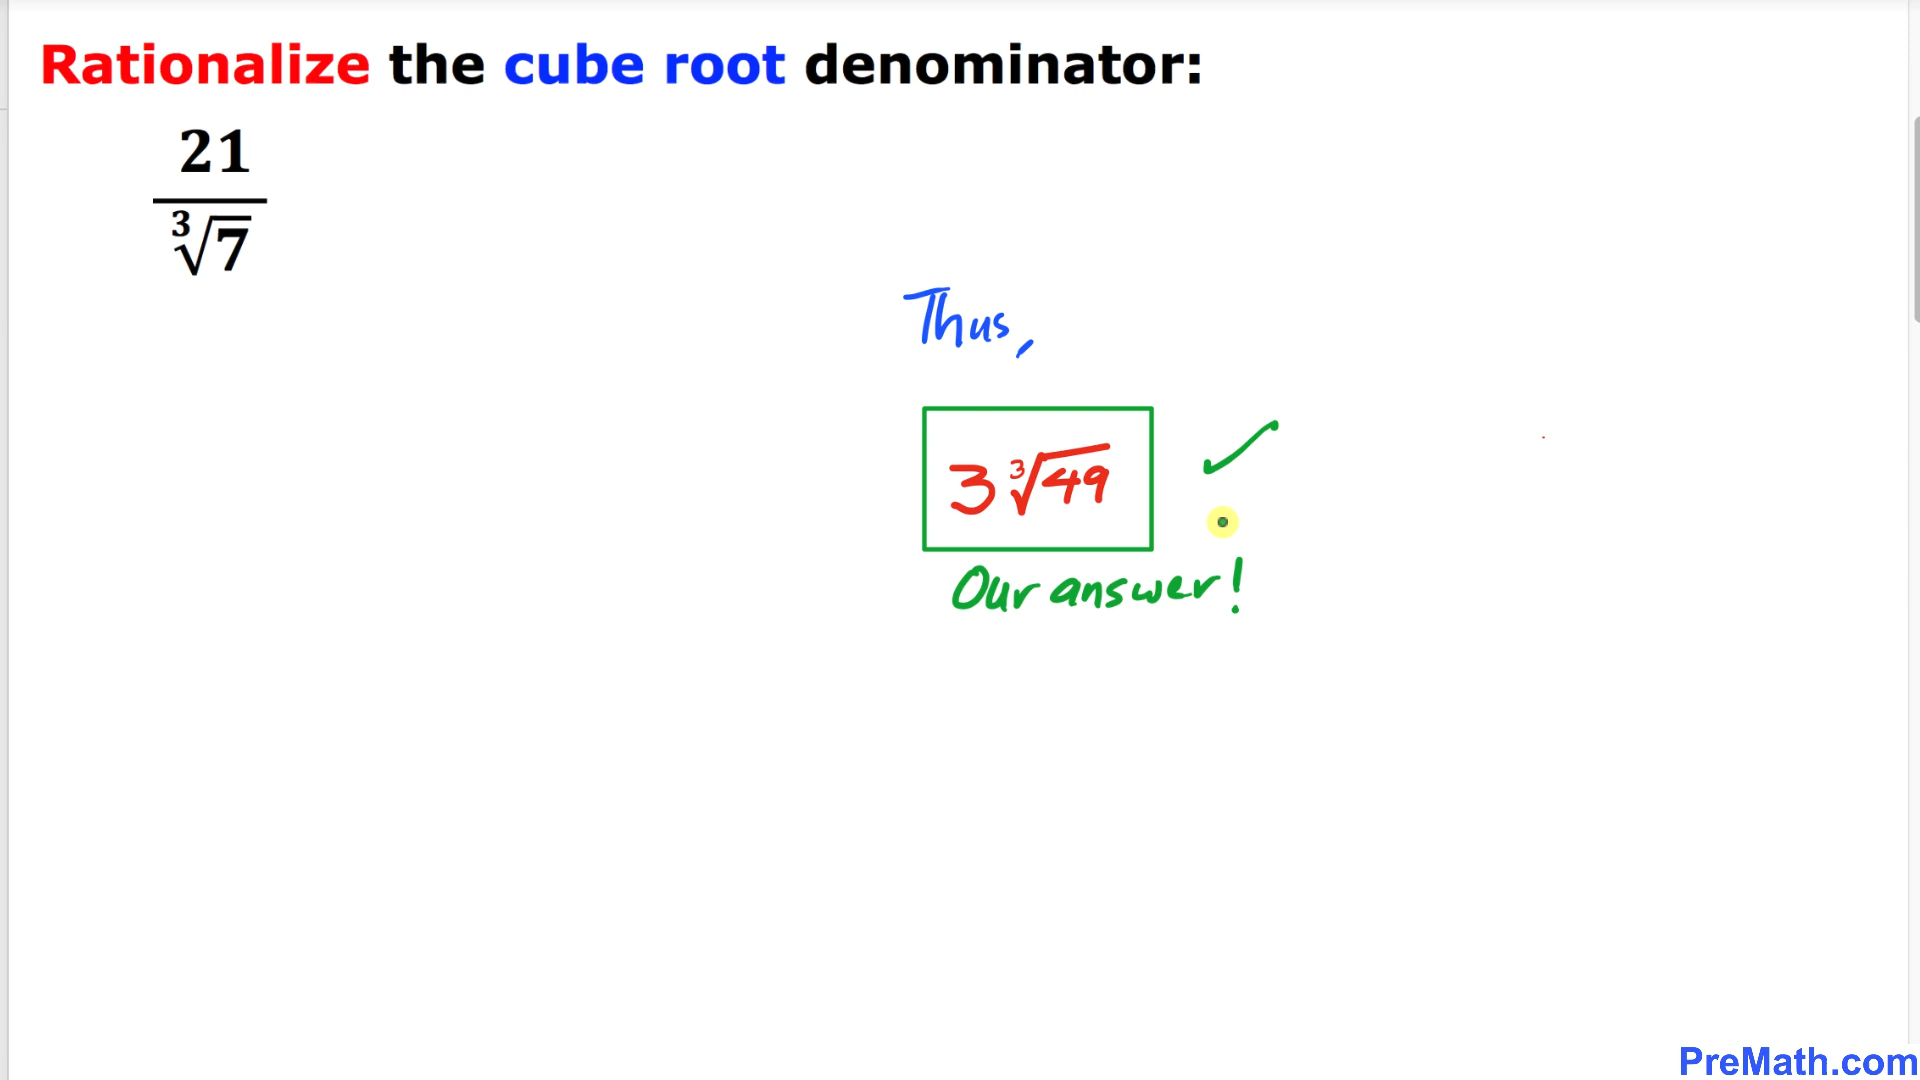 Rationalize the cube root denominator:
21
∛7
Thus,
3 ∛49
Our answer!
PreMath.com